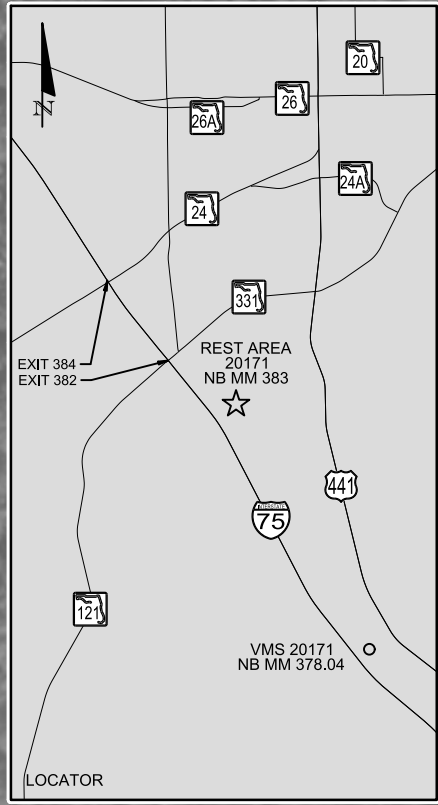 N
20
26
26A
24A
24
331
EXIT 384
EXIT 382
REST AREA
20171
NB MM 383
441
INTERSTATE
75
121
VMS 20171
NB MM 378.04
LOCATOR